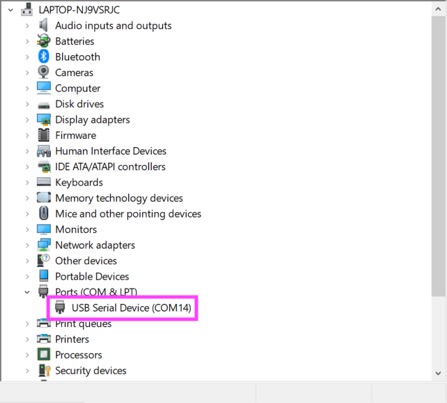 LAPTOP-NJ9VSRJC
Audio inputs and outputs
Batteries
Bluetooth
Cameras
Computer
Disk drives
Display adapters
Firmware
Human Interface Devices
IDE ATA/ATAPI controllers
Keyboards
Memory technology devices
Mice and other pointing devices
Monitors
Network adapters
Other devices
Portable Devices
Ports (COM & LPT)
USB Serial Device (COM14)
Print queues
Printers
Processors
Security devices